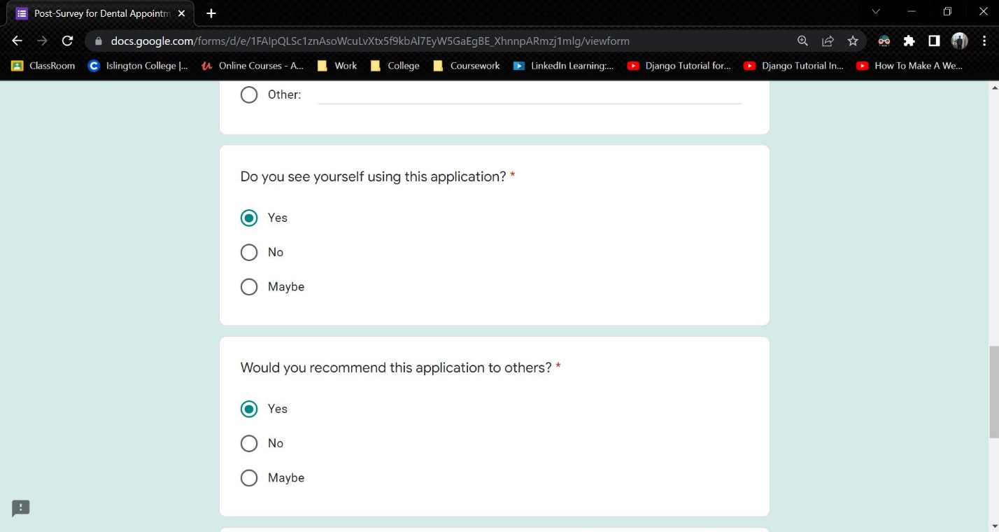 Post-Survey for Dental Appointm
docs.google.com/forms/d/e/1FAIpQLSc1znAsoWcuLvXtx5f9kbAl7EyW5GaEgBE_XhnnpARmzj1mlg/viewform
ClassRoom Islington College |... Online Courses - A... Work College Coursework LinkedIn Learning:... Django Tutorial for... Django Tutorial In... How To Make A We...
Other:
Do you see yourself using this application? *
Yes
No
Maybe
Would you recommend this application to others? *
Yes
No
Maybe